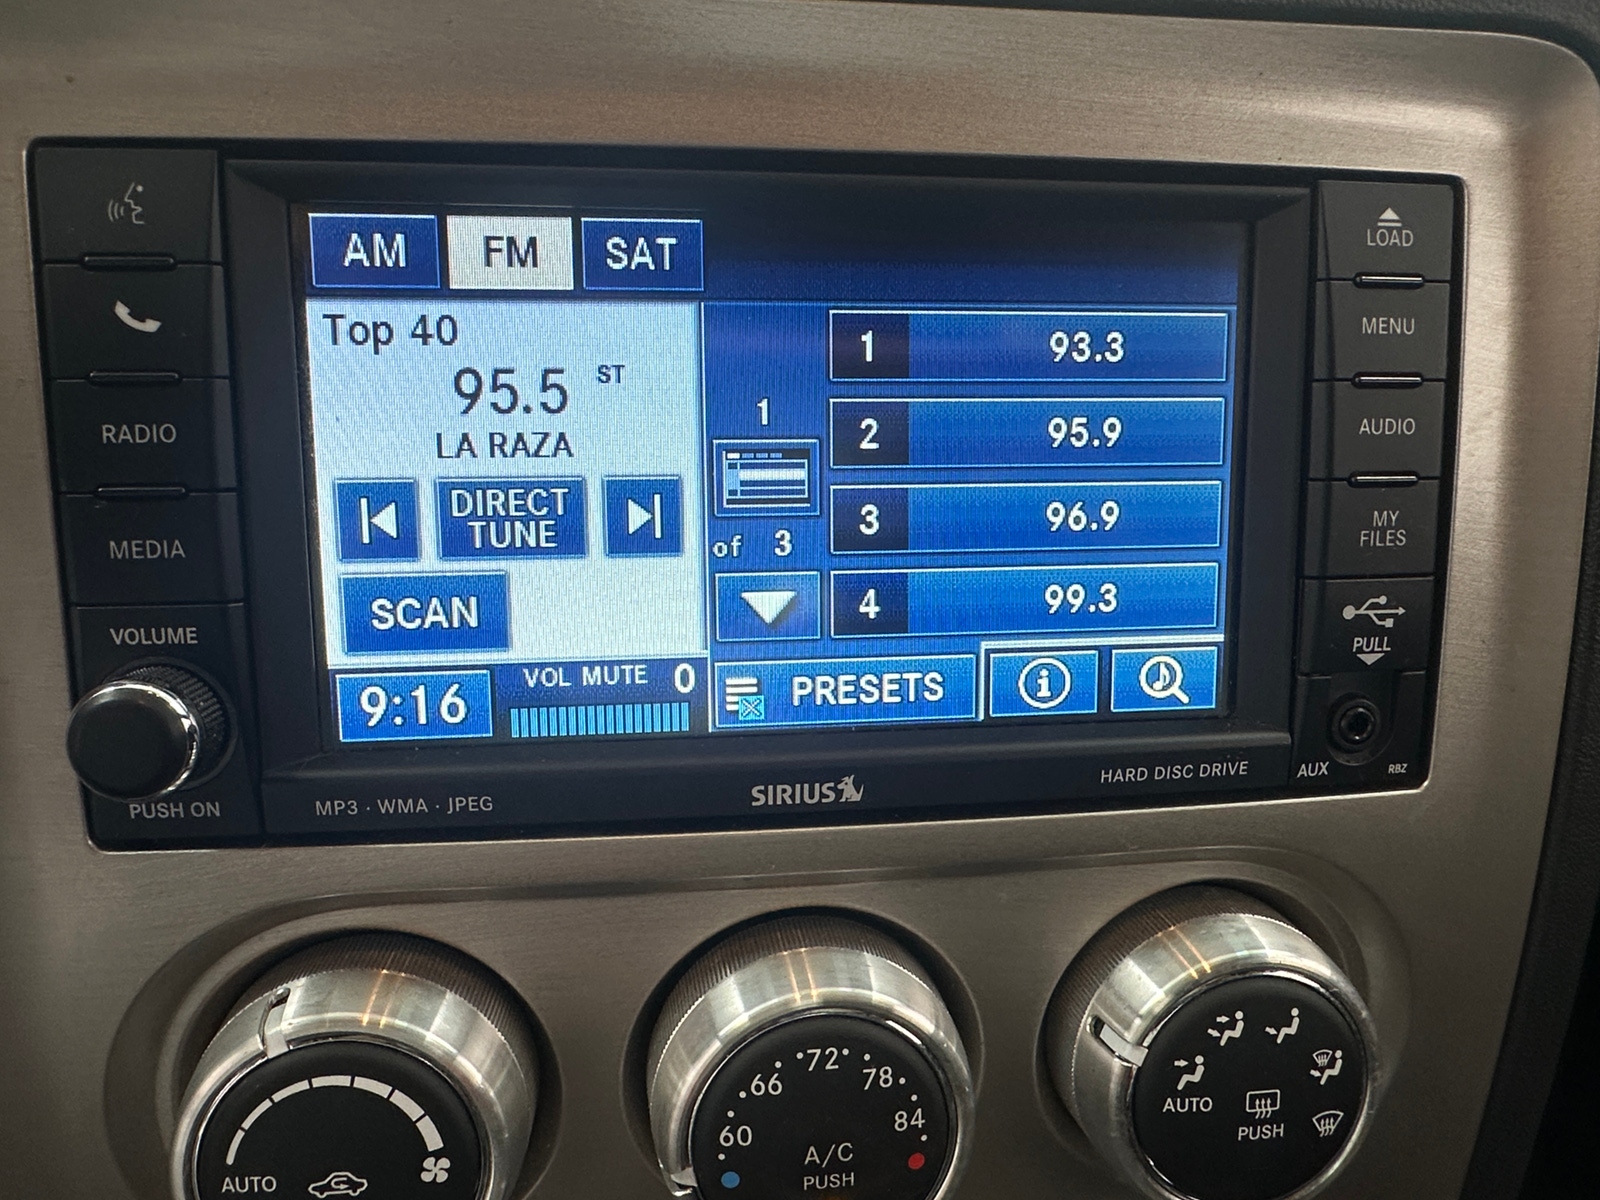 AM FM SAT
Top 40
95.5 ST
LA RAZA
DIRECT
TUNE
SCAN
9:16
VOL MUTE 0
1
of 3
1 93.3
2 95.9
3 96.9
4 99.3
PRESETS
RADIO
MEDIA
VOLUME
PUSH ON
LOAD
MENU
AUDIO
MY
FILES
PULL
AUX
RBZ
MP3 · WMA · JPEG
SIRIUS
HARD DISC DRIVE
AUTO
60 66 72 78 84
A/C
PUSH
AUTO
PUSH